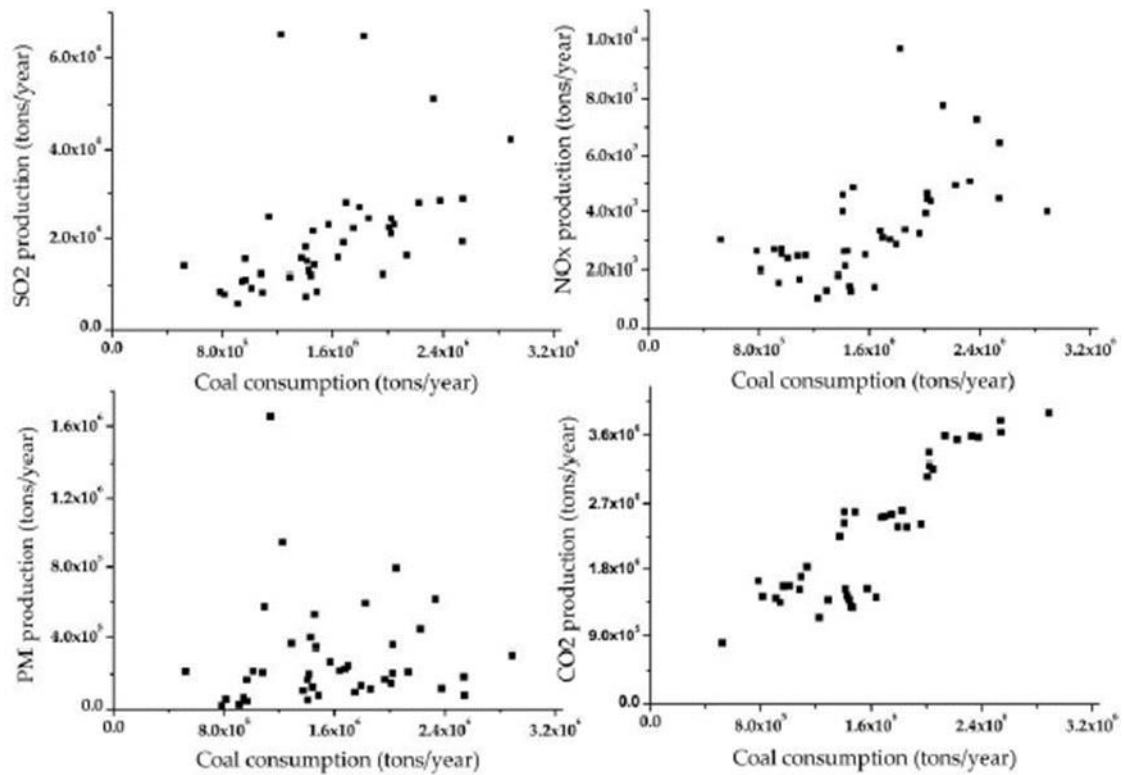 SO2 production (tons/year)
6.0x10⁴
4.0x10⁴
2.0x10⁴
0.0
0.0
8.0x10⁵
1.6x10⁶
2.4x10⁶
3.2x10⁶
Coal consumption (tons/year)
NOx production (tons/year)
1.0x10⁴
8.0x10³
6.0x10³
4.0x10³
2.0x10³
0.0
0.0
8.0x10⁵
1.6x10⁶
2.4x10⁶
3.2x10⁶
Coal consumption (tons/year)
PM production (tons/year)
1.6x10⁶
1.2x10⁶
8.0x10⁵
4.0x10⁵
0.0
0.0
8.0x10⁵
1.6x10⁶
2.4x10⁶
3.2x10⁶
Coal consumption (tons/year)
CO2 production (tons/year)
3.6x10⁶
2.7x10⁶
1.8x10⁶
9.0x10⁵
0.0
0.0
8.0x10⁵
1.6x10⁶
2.4x10⁶
3.2x10⁶
Coal consumption (tons/year)